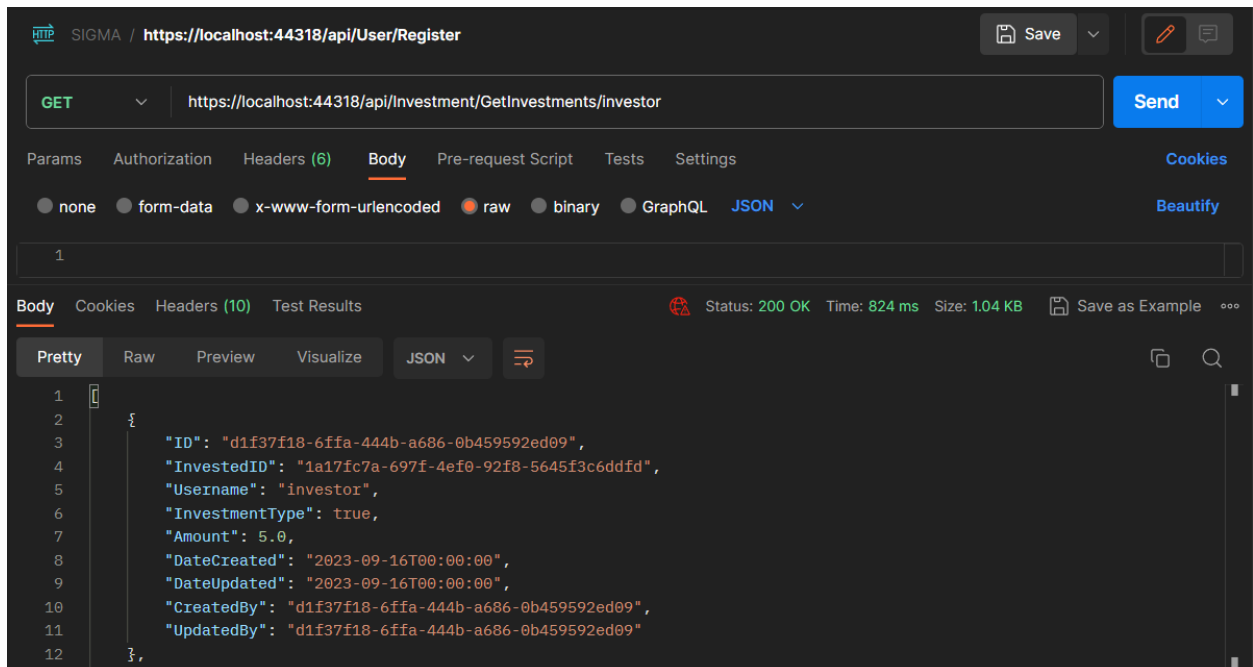 HTTP SIGMA / https://localhost:44318/api/User/Register Save
GET https://localhost:44318/api/Investment/GetInvestments/investor Send
Params Authorization Headers (6) Body Pre-request Script Tests Settings Cookies
none form-data x-www-form-urlencoded raw binary GraphQL JSON Beautify
1
Body Cookies Headers (10) Test Results Status: 200 OK Time: 824 ms Size: 1.04 KB Save as Example
Pretty Raw Preview Visualize JSON
1 [
2 {
3 "ID": "d1f37f18-6ffa-444b-a686-0b459592ed09",
4 "InvestedID": "1a17fc7a-697f-4ef0-92f8-5645f3c6ddfd",
5 "Username": "investor",
6 "InvestmentType": true,
7 "Amount": 5.0,
8 "DateCreated": "2023-09-16T00:00:00",
9 "DateUpdated": "2023-09-16T00:00:00",
10 "CreatedBy": "d1f37f18-6ffa-444b-a686-0b459592ed09",
11 "UpdatedBy": "d1f37f18-6ffa-444b-a686-0b459592ed09"
12 },